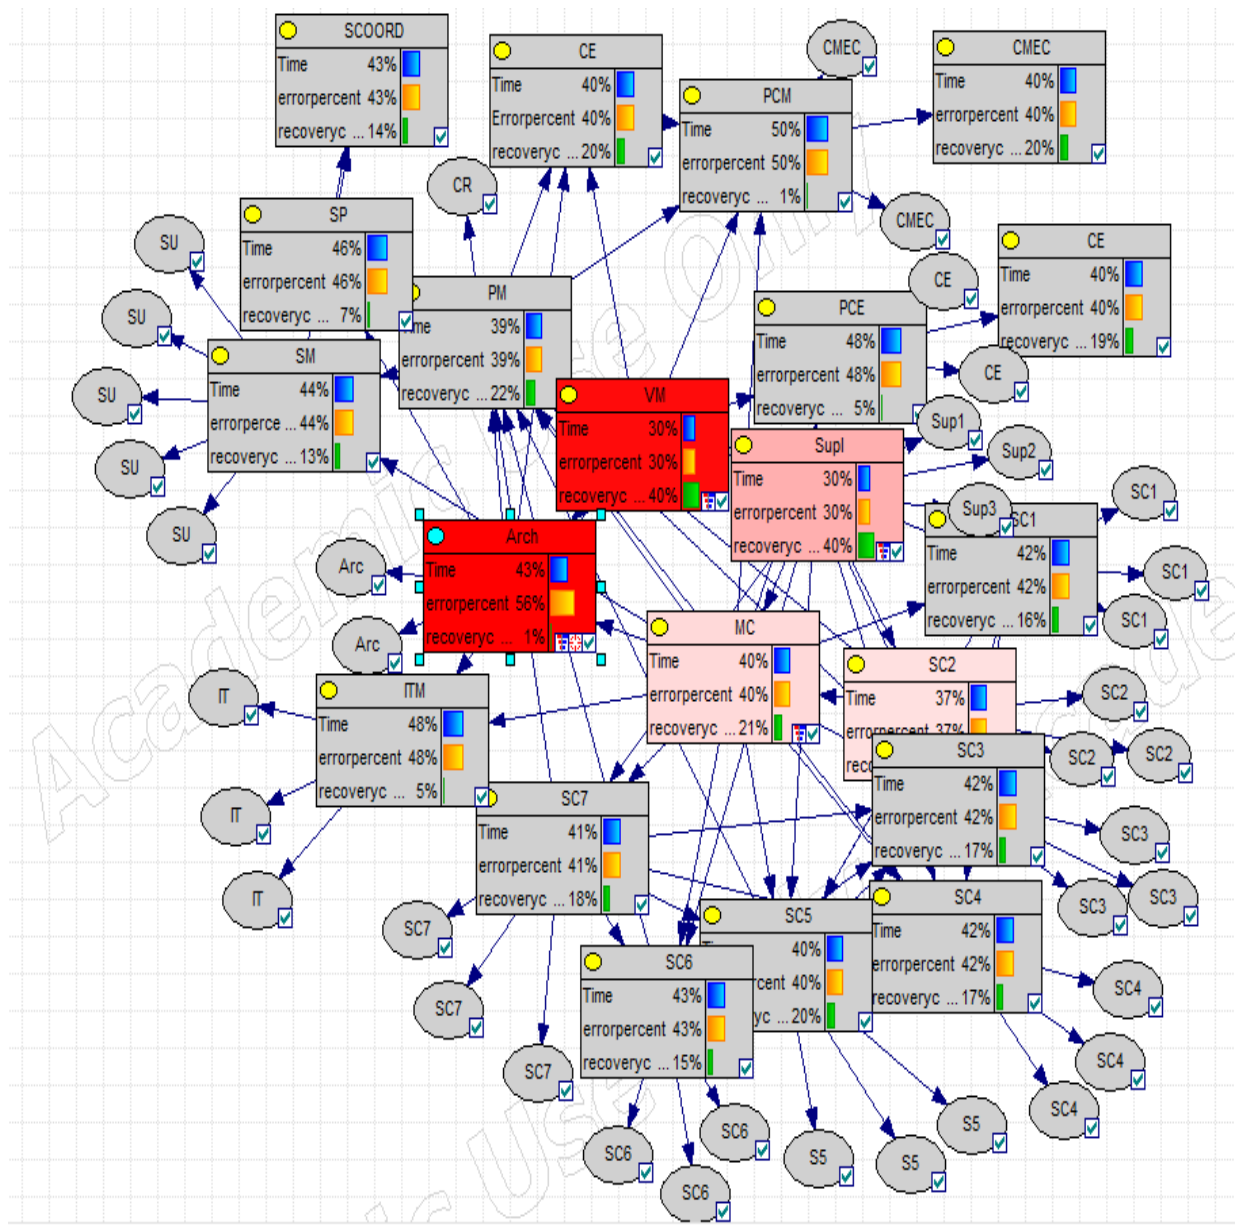 SCOORD
Time 43%
errorpercent 43%
recoveryc ... 14%
CE
Time 40%
Errorpercent 40%
recoveryc ... 20%
CMEC
CMEC
Time 40%
errorpercent 40%
recoveryc ... 20%
PCM
Time 50%
errorpercent 50%
recoveryc ... 1%
CR
CMEC
SP
Time 46%
errorpercent 46%
recoveryc ... 7%
SU
SU
SU
SU
SU
PM
39%
errorpercent 39%
recoveryc ... 22%
CE
CE
Time 40%
errorpercent 40%
recoveryc ... 19%
PCE
Time 48%
errorpercent 48%
recoveryc ... 5%
CE
SM
Time 44%
errorperce ... 44%
recoveryc ... 13%
VM
Time 30%
errorpercent 30%
recoveryc ... 40%
SupI
Time 30%
errorpercent 30%
recoveryc ... 40%
Sup1
Sup2
Sup3
SC1
Time 42%
errorpercent 42%
recoveryc ... 16%
SC1
SC1
SC1
Arch
Time 43%
errorpercent 56%
recoveryc ... 1%
Arc
Arc
MC
Time 40%
errorpercent 40%
recoveryc ... 21%
SC2
Time 37%
errorpercent 37%
SC2
SC2
SC2
ITM
Time 48%
errorpercent 48%
recoveryc ... 5%
IT
IT
IT
SC3
Time 42%
errorpercent 42%
recoveryc ... 17%
SC3
SC3
SC3
SC7
Time 41%
errorpercent 41%
recoveryc ... 18%
SC7
SC7
SC7
SC4
Time 42%
errorpercent 42%
recoveryc ... 17%
SC4
SC4
SC4
SC5
40%
40%
20%
S5
S5
S5
SC6
Time 43%
errorpercent 43%
recoveryc ... 15%
SC6
SC6
SC6
Academic Use Only